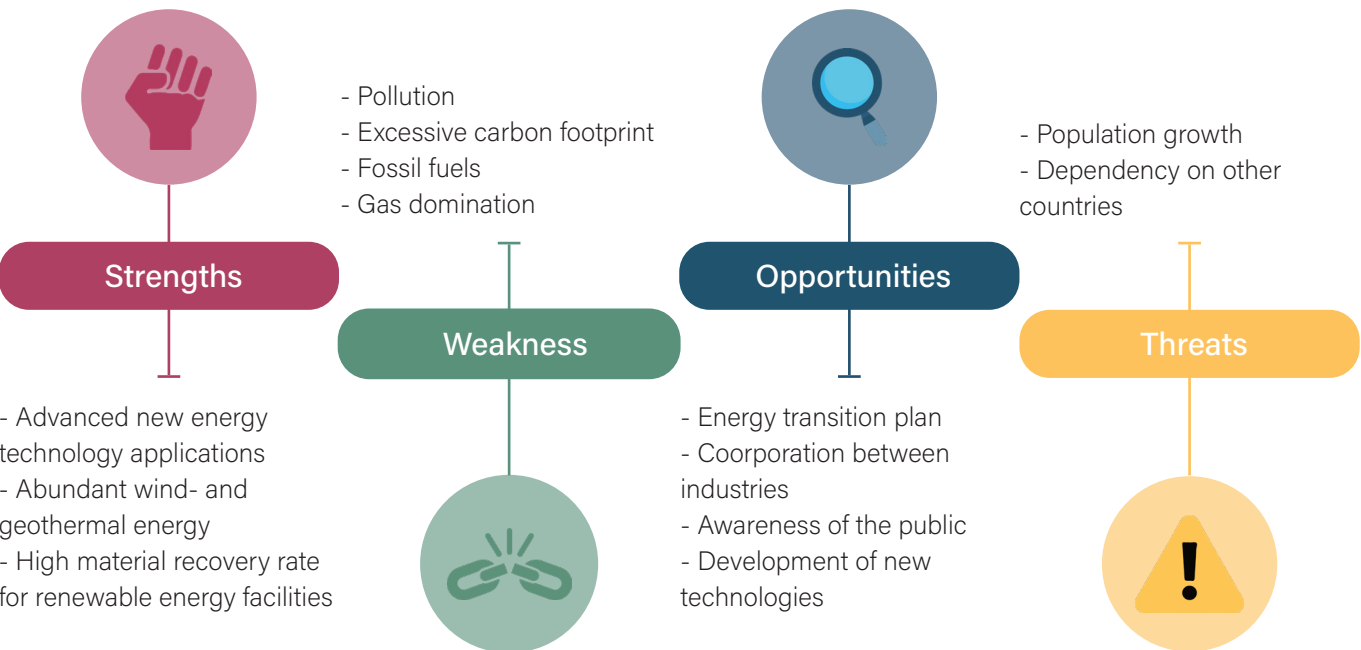 Strengths
- Advanced new energy
technology applications
- Abundant wind- and
geothermal energy
- High material recovery rate
for renewable energy facilities
- Pollution
- Excessive carbon footprint
- Fossil fuels
- Gas domination
Weakness
Opportunities
- Energy transition plan
- Coorporation between
industries
- Awareness of the public
- Development of new
technologies
- Population growth
- Dependency on other
countries
Threats